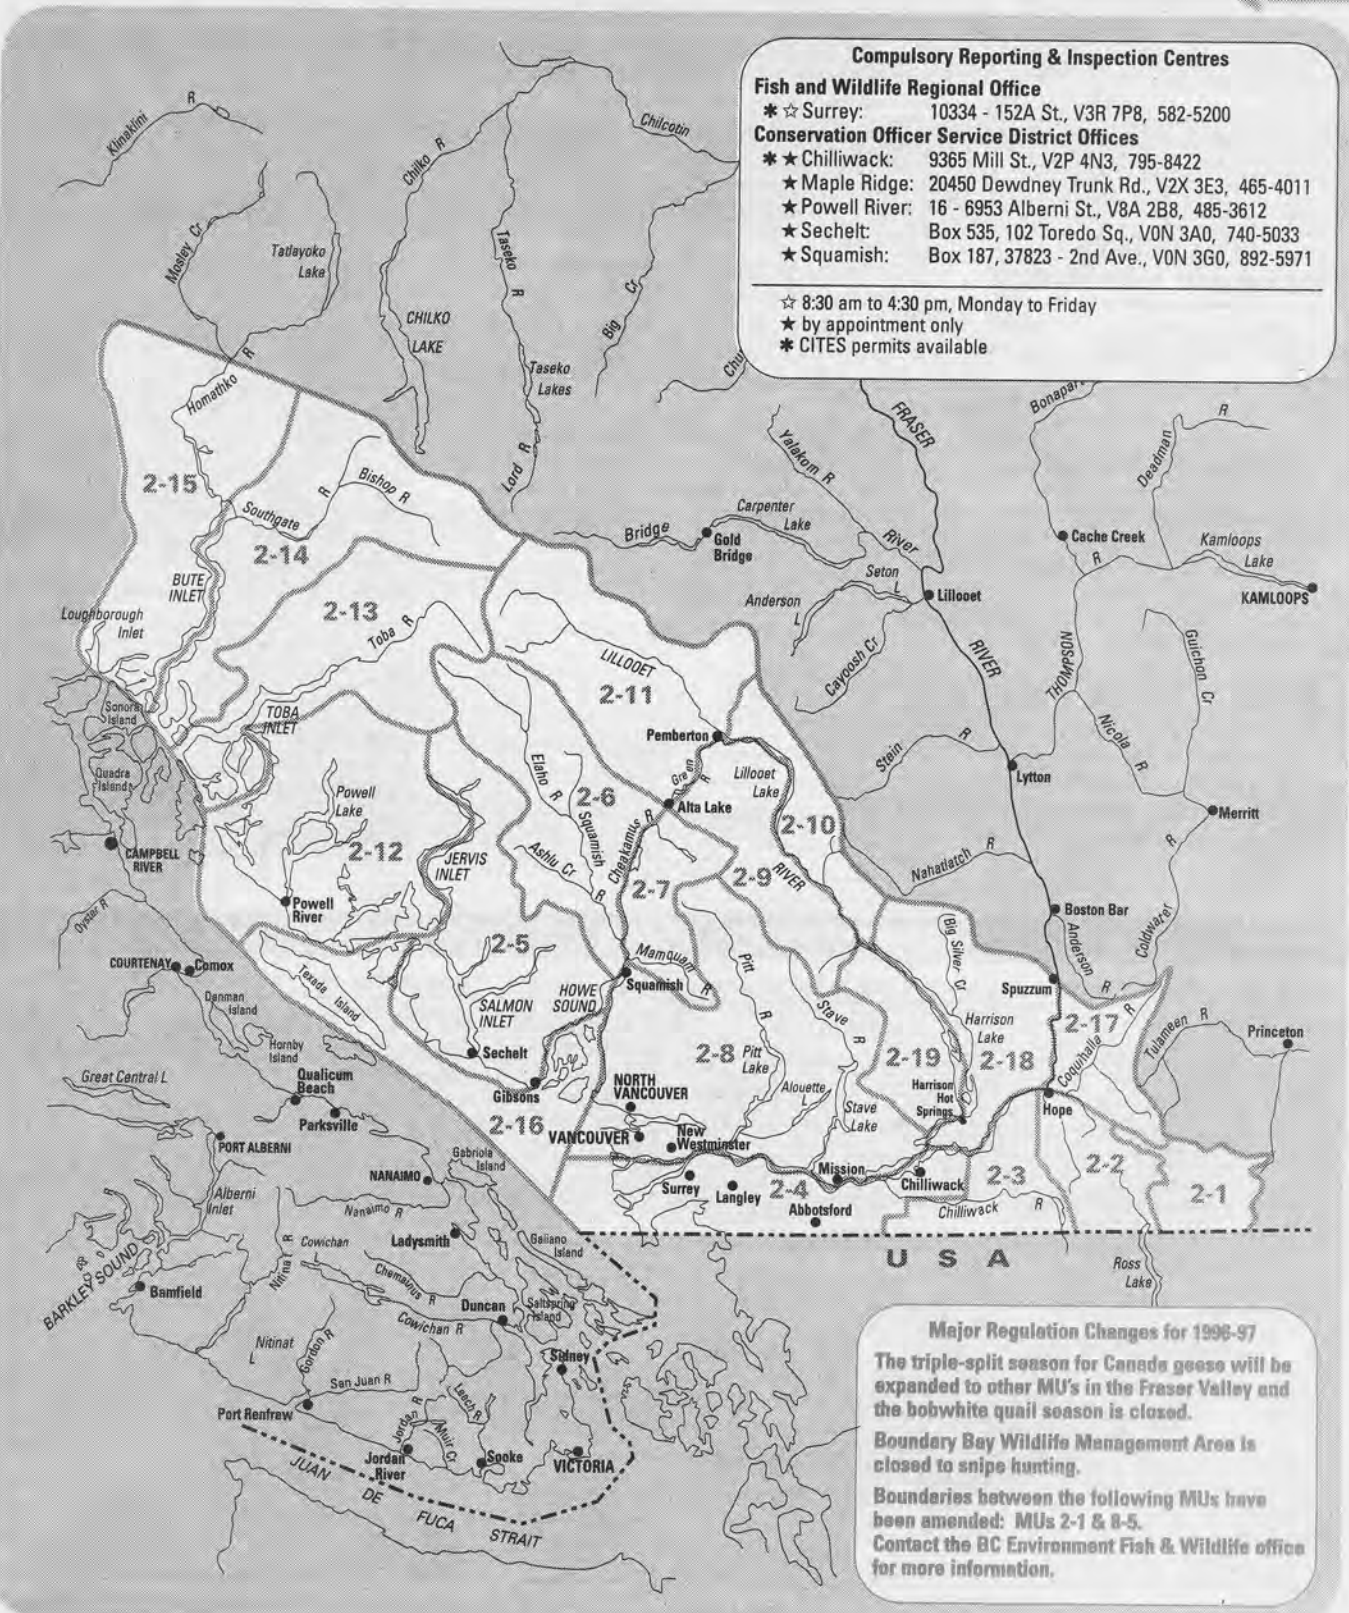 Compulsory Reporting & Inspection Centres
Fish and Wildlife Regional Office
✱ ☆ Surrey: 10334 - 152A St., V3R 7P8, 582-5200
Conservation Officer Service District Offices
✱ ★ Chilliwack: 9365 Mill St., V2P 4N3, 795-8422
★ Maple Ridge: 20450 Dewdney Trunk Rd., V2X 3E3, 465-4011
★ Powell River: 16 - 6953 Alberni St., V8A 2B8, 485-3612
★ Sechelt: Box 535, 102 Toredo Sq., V0N 3A0, 740-5033
★ Squamish: Box 187, 37823 - 2nd Ave., V0N 3G0, 892-5971
☆ 8:30 am to 4:30 pm, Monday to Friday
★ by appointment only
✱ CITES permits available
Klinaklini R
Chilko R
Chilcotin
Mosley Cr
Tatlayoko
Lake
Taseko R
Big Cr
CHILKO
LAKE
Taseko
Lakes
Chu
Homathko R
Lord R
FRASER
Bonapart
Deadman R
Yalakom R
2-15
Bishop R
Southgate R
2-14
Bridge
Carpenter
Lake
River
Gold
Bridge
Cache Creek
R
Kamloops
Lake
KAMLOOPS
BUTE
INLET
Seton
L
Anderson
L
Lillooet
Loughborough
Inlet
2-13
Toba R
Cayoosh Cr
RIVER
THOMPSON
Guichon Cr
LILLOOET
2-11
Sonora
Island
TOBA
INLET
Pemberton
Stein R
Nicola R
Lytton
Quadra
Island
Powell
Lake
Elaho R
2-6
Green R
Lillooet
Lake
Alta Lake
Merritt
2-10
CAMPBELL
RIVER
2-12
JERVIS
INLET
Ashlu Cr
Squamish
R
Cheakamus R
2-7
2-9
RIVER
Nahatlatch R
Powell
River
Oyster R
Boston Bar
Anderson
R
Coldwater
R
Big Silver Cr
2-5
COURTENAY
Comox
Texada
Island
Mamquam
R
Pitt
R
Squamish
HOWE
SOUND
SALMON
INLET
Spuzzum
Denman
Island
Stave
R
Harrison
Lake
2-17
Tulameen R
Princeton
Hornby
Island
Sechelt
2-8
Pitt
Lake
2-19
2-18
Coquihalla
R
Great Central L
Qualicum
Beach
Gibsons
NORTH
VANCOUVER
Alouette
L
Harrison
Hot
Springs
Hope
Parksville
2-16
VANCOUVER
New
Westminster
Stave
Lake
PORT ALBERNI
Gabriola
Island
NANAIMO
Mission
2-2
Surrey
Langley
2-4
Chilliwack
2-3
2-1
Alberni
Inlet
Nanaimo R
Abbotsford
Chilliwack R
Ladysmith
Galiano
Island
U S A
Cowichan
L
Nitinat R
BARKLEY SOUND
Chemainus R
Ross
Lake
Bamfield
Duncan
Saltspring
Island
Cowichan R
Nitinat
L
Gordon R
Sidney
San Juan R
Leech R
Port Renfrew
Jordan R
Muir Cr
Jordan
River
Sooke
VICTORIA
JUAN
DE
FUCA
STRAIT
Major Regulation Changes for 1996-97
The triple-split season for Canada geese will be
expanded to other MU's in the Fraser Valley and
the bobwhite quail season is closed.
Boundary Bay Wildlife Management Area is
closed to snipe hunting.
Boundaries between the following MUs have
been amended: MUs 2-1 & 8-5.
Contact the BC Environment Fish & Wildlife office
for more information.